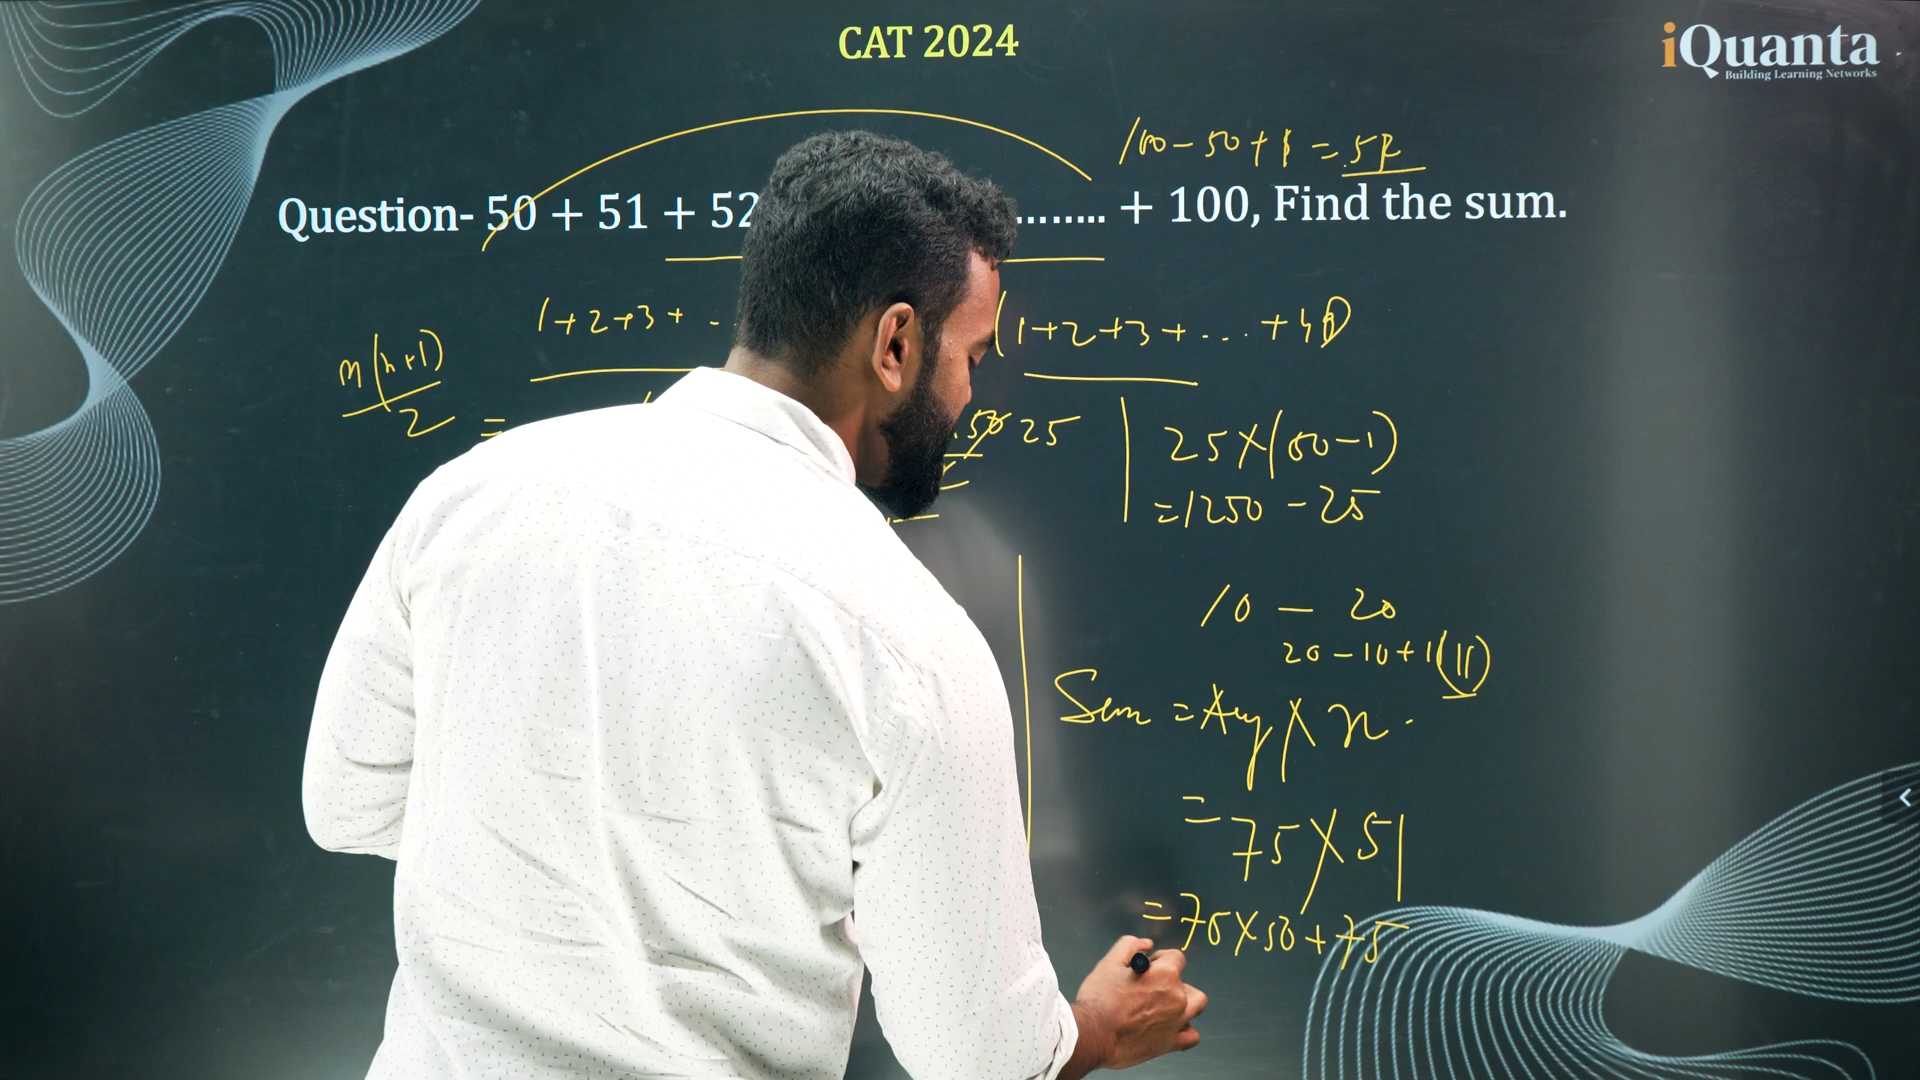 CAT 2024
iQuanta
Building Learning Networks
100-50+1 = 51
Question- 50 + 51 + 52 ........ + 100, Find the sum.
1+2+3+ ..
(1+2+3+ ... +49)
n(n+1)
2
=
25
25×(50-1)
=1250-25
10 — 20
20-10+1 (11)
Sum = Avg × n.
= 75×51
=75×50+75